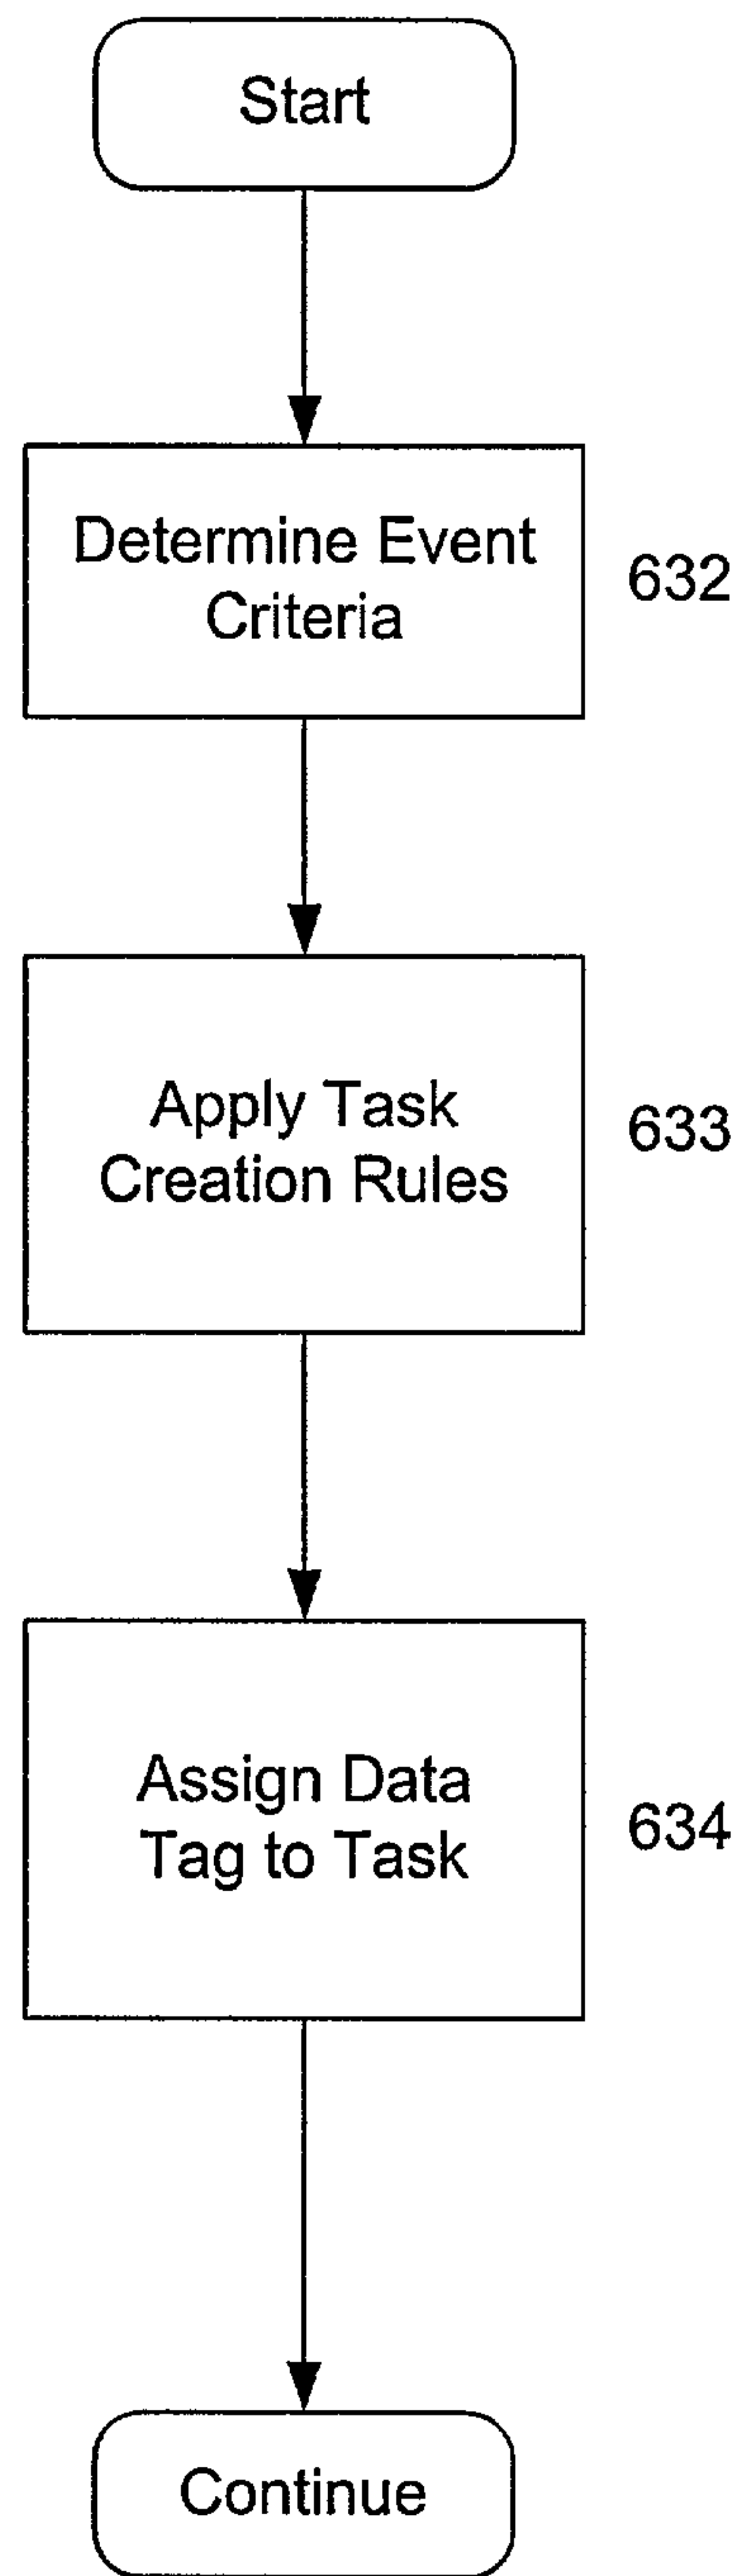 Start
Determine Event
Criteria
632
Apply Task
Creation Rules
633
Assign Data
Tag to Task
634
Continue